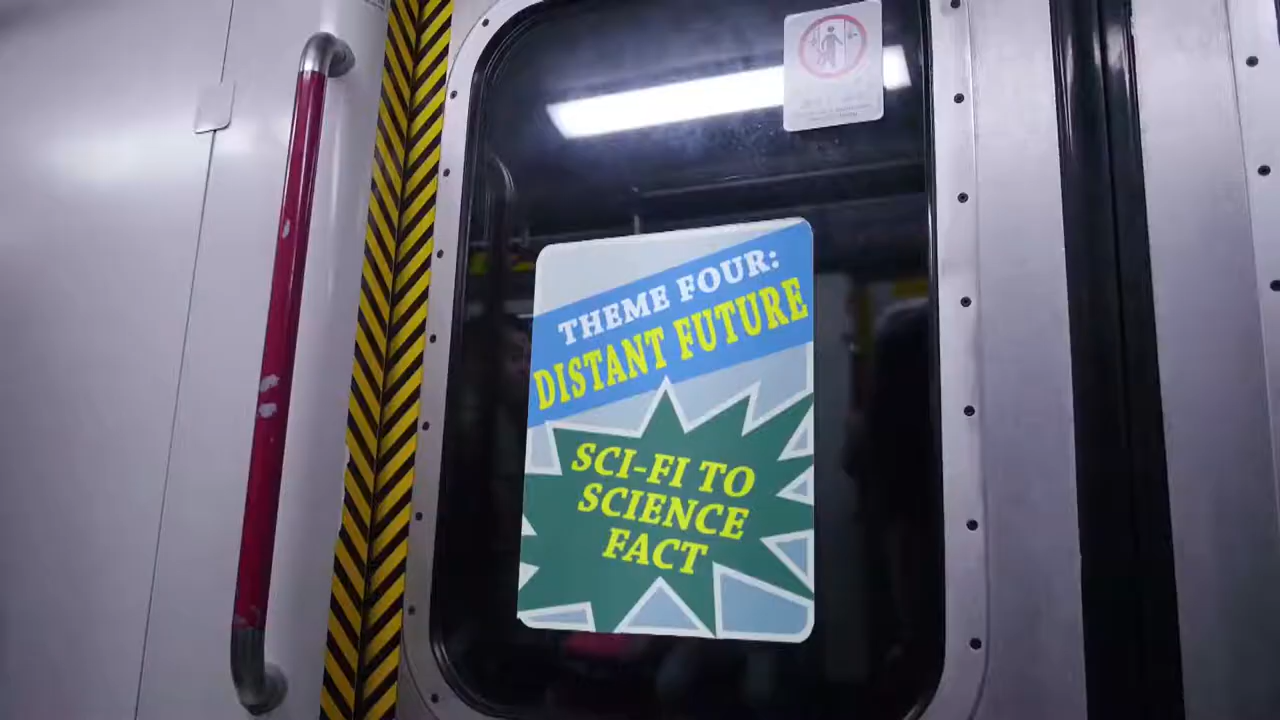 THEME FOUR:
DISTANT FUTURE
SCI-FI TO
SCIENCE
FACT